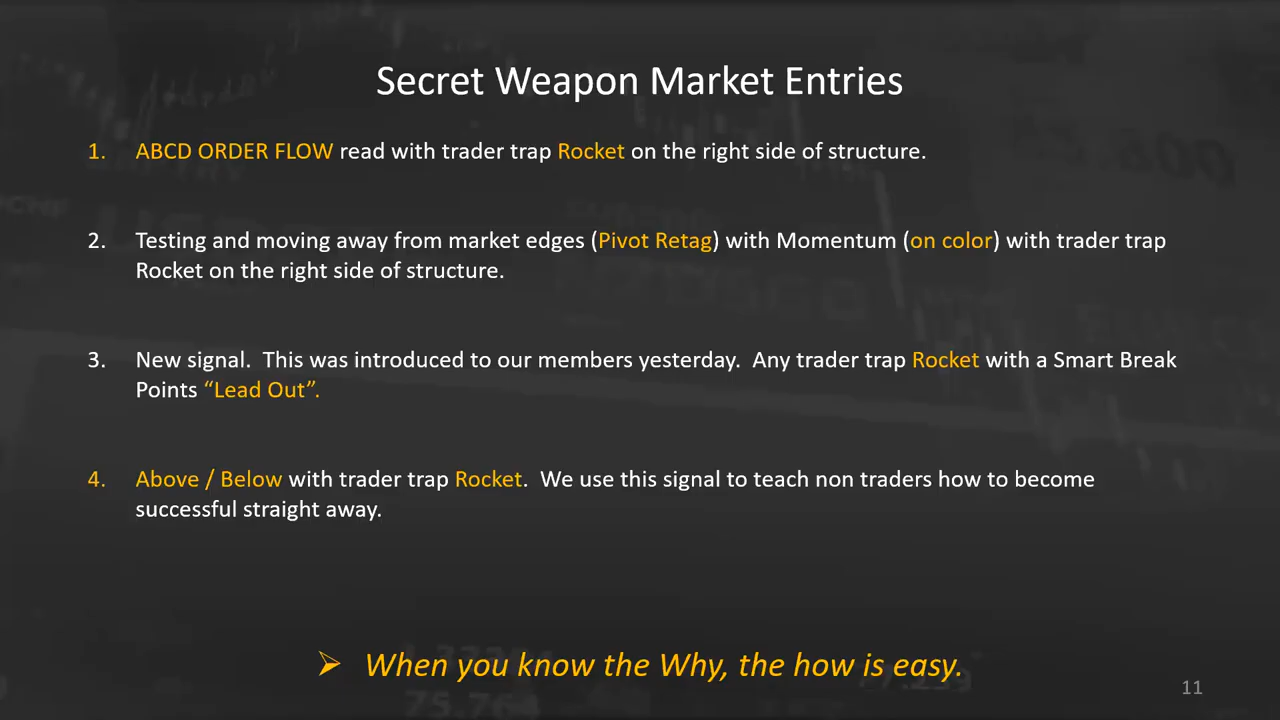 Secret Weapon Market Entries
1. ABCD ORDER FLOW read with trader trap Rocket on the right side of structure.
2. Testing and moving away from market edges (Pivot Retag) with Momentum (on color) with trader trap
Rocket on the right side of structure.
3. New signal. This was introduced to our members yesterday. Any trader trap Rocket with a Smart Break
Points “Lead Out”.
4. Above / Below with trader trap Rocket. We use this signal to teach non traders how to become
successful straight away.
➢ When you know the Why, the how is easy.
75.764
11